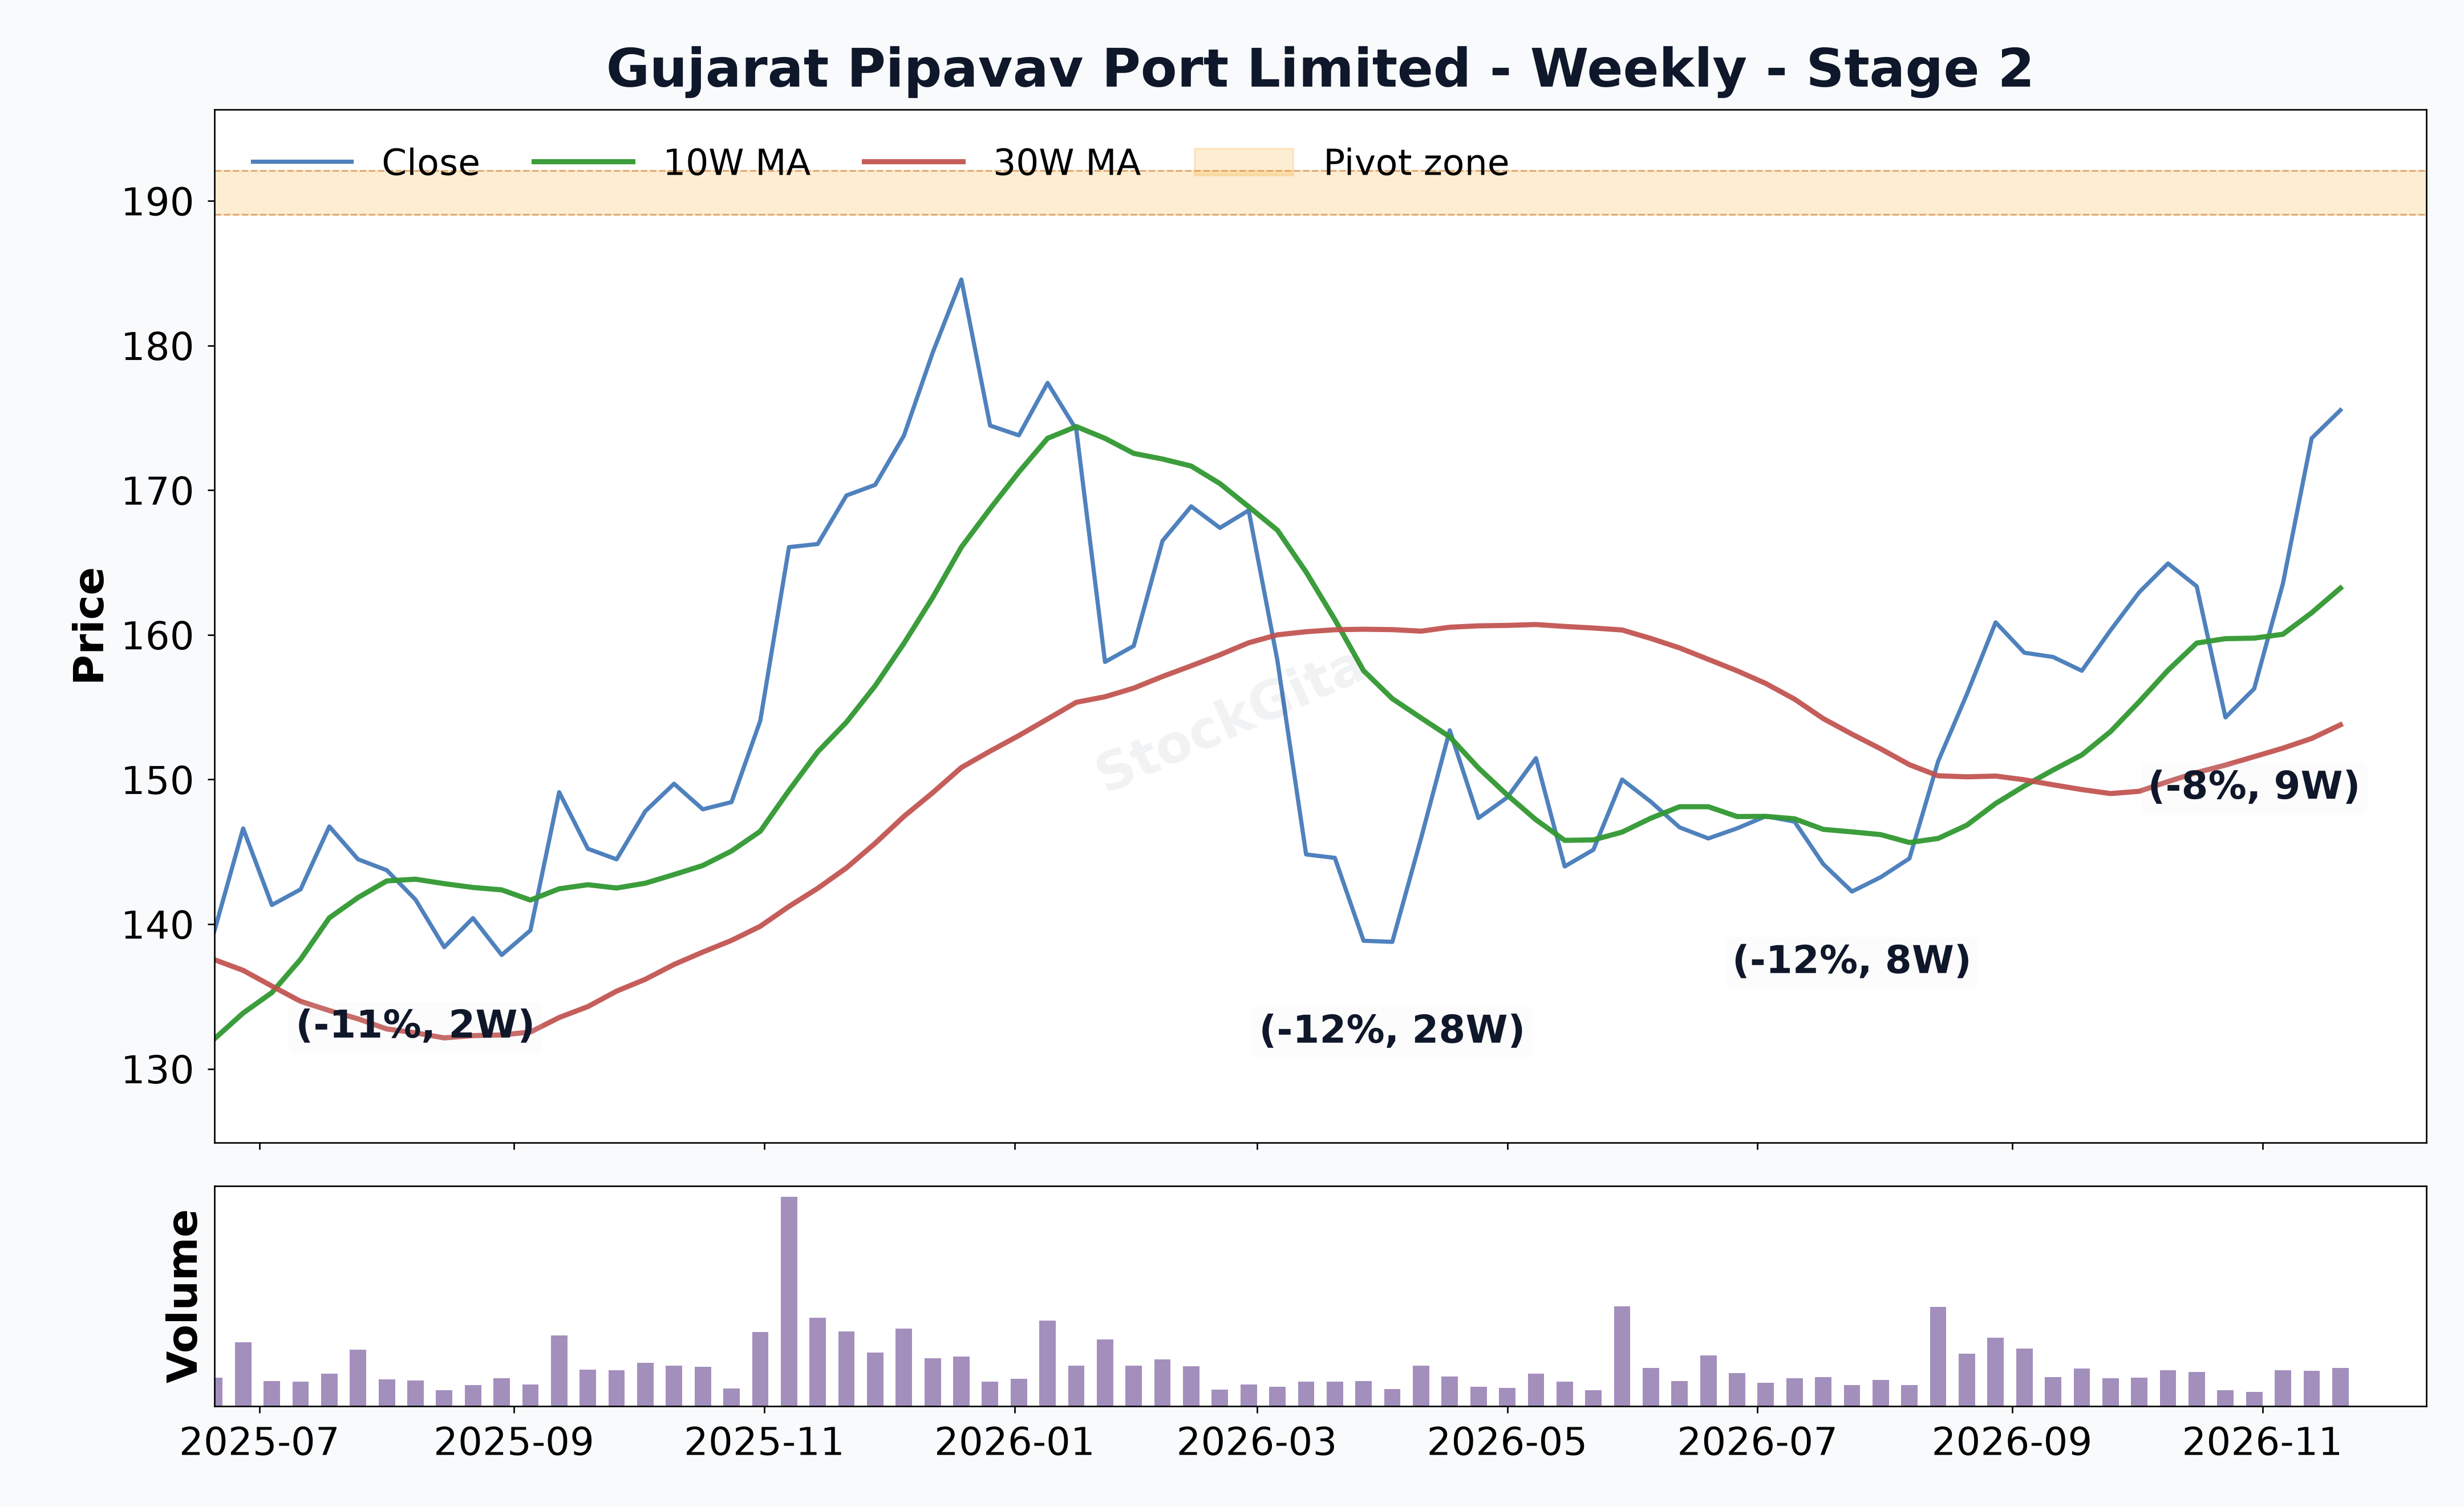 Gujarat Pipavav Port Limited - Weekly - Stage 2
Close 10W MA 30W MA Pivot zone
190
180
170
160
150
140
130
Price
StockGita
(-11%, 2W)
(-12%, 28W)
(-12%, 8W)
(-8%, 9W)
Volume
2025-07 2025-09 2025-11 2026-01 2026-03 2026-05 2026-07 2026-09 2026-11